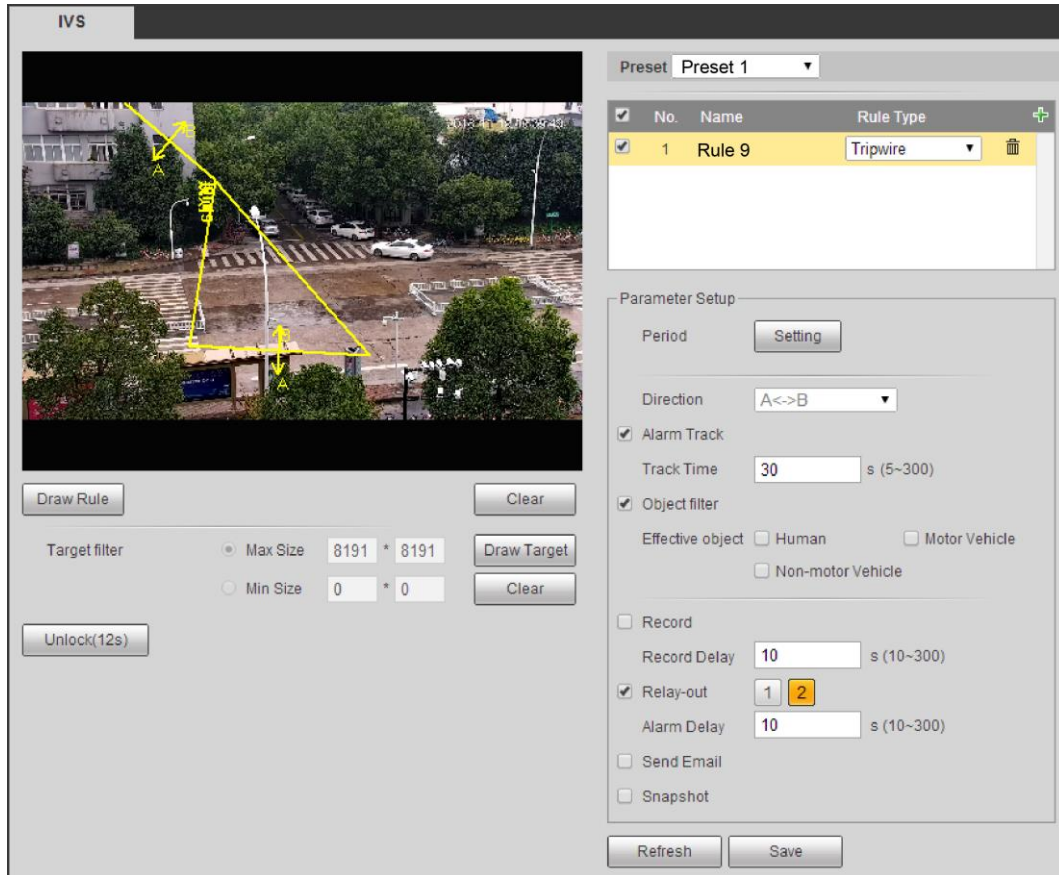 IVS
Preset Preset 1
No. Name Rule Type
1 Rule 9 Tripwire
B
A
B
A
Parameter Setup
Period Setting
Direction A<->B
Alarm Track
Track Time 30 s (5~300)
Object filter
Effective object Human Motor Vehicle
Non-motor Vehicle
Record
Record Delay 10 s (10~300)
Relay-out 1 2
Alarm Delay 10 s (10~300)
Send Email
Snapshot
Refresh Save
Draw Rule Clear
Target filter Max Size 8191 * 8191 Draw Target
Min Size 0 * 0 Clear
Unlock(12s)